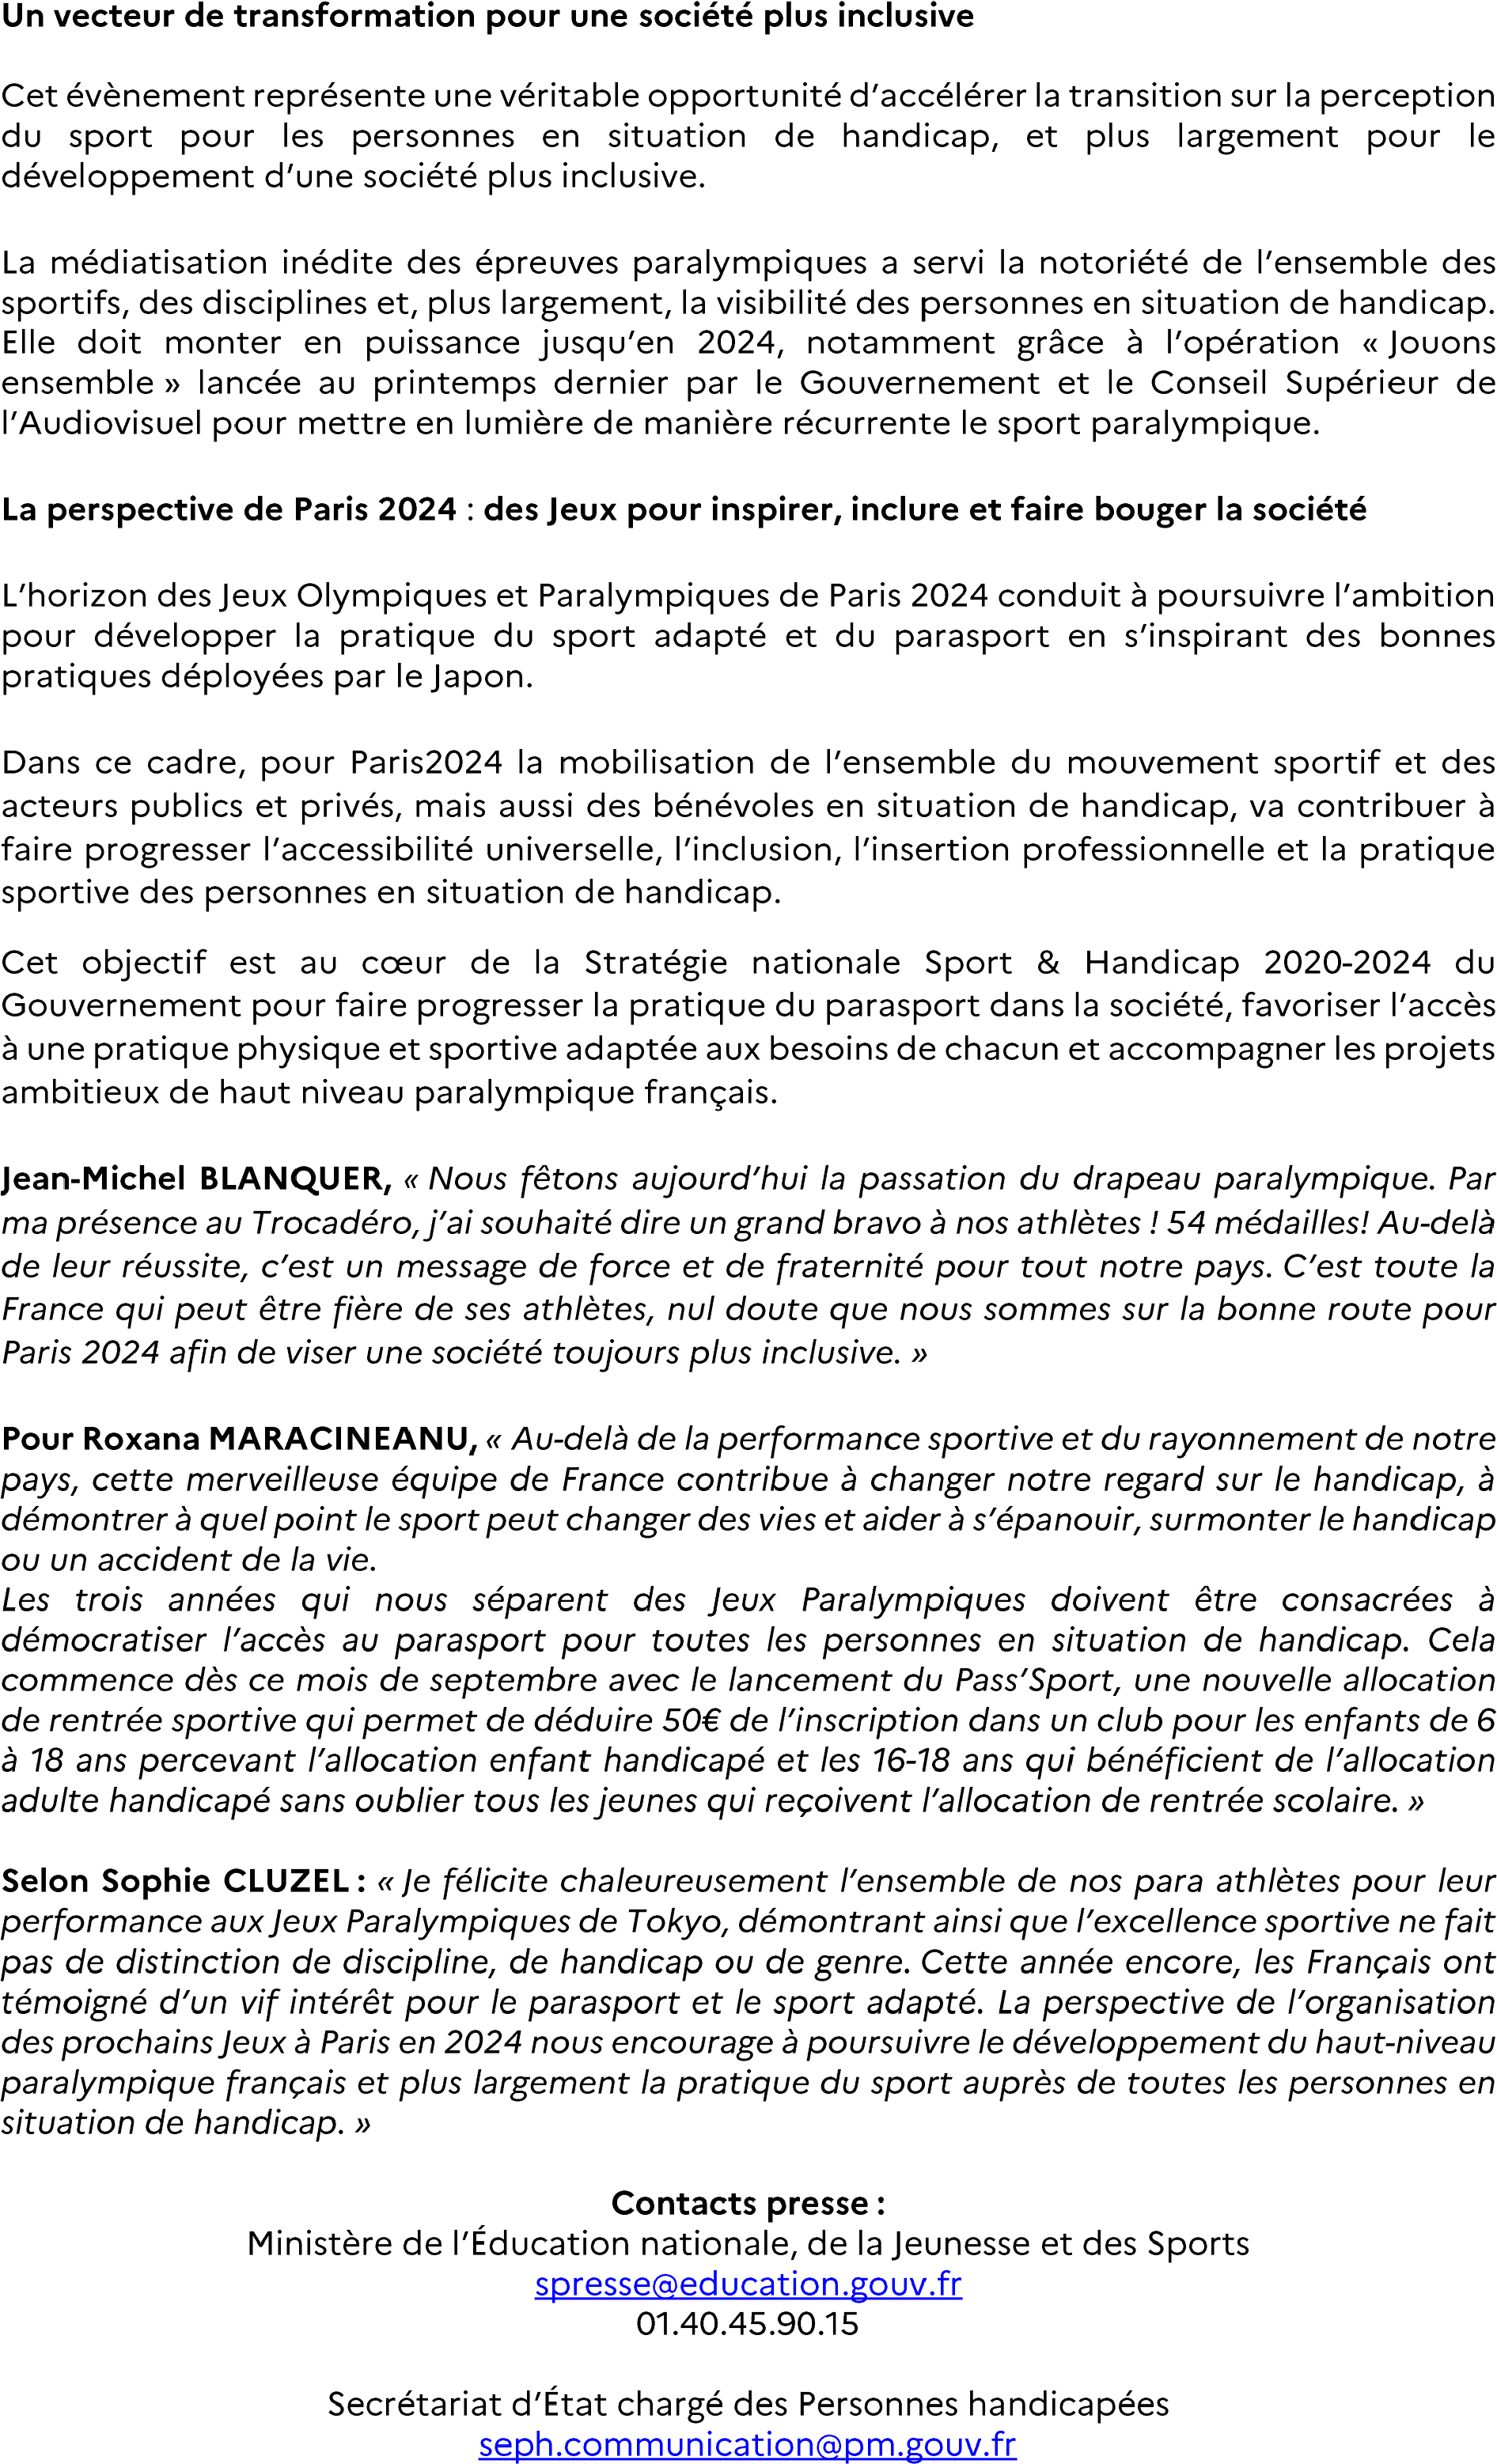 Un vecteur de transformation pour une société plus inclusive
Cet évènement représente une véritable opportunité d’accélérer la transition sur la perception
du sport pour les personnes en situation de handicap, et plus largement pour le
développement d’une société plus inclusive.
La médiatisation inédite des épreuves paralympiques a servi la notoriété de l’ensemble des
sportifs, des disciplines et, plus largement, la visibilité des personnes en situation de handicap.
Elle doit monter en puissance jusqu’en 2024, notamment grâce à l’opération « Jouons
ensemble » lancée au printemps dernier par le Gouvernement et le Conseil Supérieur de
l’Audiovisuel pour mettre en lumière de manière récurrente le sport paralympique.
La perspective de Paris 2024 : des Jeux pour inspirer, inclure et faire bouger la société
L’horizon des Jeux Olympiques et Paralympiques de Paris 2024 conduit à poursuivre l’ambition
pour développer la pratique du sport adapté et du parasport en s’inspirant des bonnes
pratiques déployées par le Japon.
Dans ce cadre, pour Paris2024 la mobilisation de l’ensemble du mouvement sportif et des
acteurs publics et privés, mais aussi des bénévoles en situation de handicap, va contribuer à
faire progresser l’accessibilité universelle, l’inclusion, l’insertion professionnelle et la pratique
sportive des personnes en situation de handicap.
Cet objectif est au cœur de la Stratégie nationale Sport & Handicap 2020-2024 du
Gouvernement pour faire progresser la pratique du parasport dans la société, favoriser l’accès
à une pratique physique et sportive adaptée aux besoins de chacun et accompagner les projets
ambitieux de haut niveau paralympique français.
Jean-Michel BLANQUER, « Nous fêtons aujourd’hui la passation du drapeau paralympique. Par
ma présence au Trocadéro, j’ai souhaité dire un grand bravo à nos athlètes ! 54 médailles! Au-delà
de leur réussite, c’est un message de force et de fraternité pour tout notre pays. C’est toute la
France qui peut être fière de ses athlètes, nul doute que nous sommes sur la bonne route pour
Paris 2024 afin de viser une société toujours plus inclusive. »
Pour Roxana MARACINEANU, « Au-delà de la performance sportive et du rayonnement de notre
pays, cette merveilleuse équipe de France contribue à changer notre regard sur le handicap, à
démontrer à quel point le sport peut changer des vies et aider à s’épanouir, surmonter le handicap
ou un accident de la vie.
Les trois années qui nous séparent des Jeux Paralympiques doivent être consacrées à
démocratiser l’accès au parasport pour toutes les personnes en situation de handicap. Cela
commence dès ce mois de septembre avec le lancement du Pass’Sport, une nouvelle allocation
de rentrée sportive qui permet de déduire 50€ de l’inscription dans un club pour les enfants de 6
à 18 ans percevant l’allocation enfant handicapé et les 16-18 ans qui bénéficient de l’allocation
adulte handicapé sans oublier tous les jeunes qui reçoivent l’allocation de rentrée scolaire. »
Selon Sophie CLUZEL : « Je félicite chaleureusement l’ensemble de nos para athlètes pour leur
performance aux Jeux Paralympiques de Tokyo, démontrant ainsi que l’excellence sportive ne fait
pas de distinction de discipline, de handicap ou de genre. Cette année encore, les Français ont
témoigné d’un vif intérêt pour le parasport et le sport adapté. La perspective de l’organisation
des prochains Jeux à Paris en 2024 nous encourage à poursuivre le développement du haut-niveau
paralympique français et plus largement la pratique du sport auprès de toutes les personnes en
situation de handicap. »
Contacts presse :
Ministère de l’Éducation nationale, de la Jeunesse et des Sports
spresse@education.gouv.fr
01.40.45.90.15
Secrétariat d’État chargé des Personnes handicapées
seph.communication@pm.gouv.fr